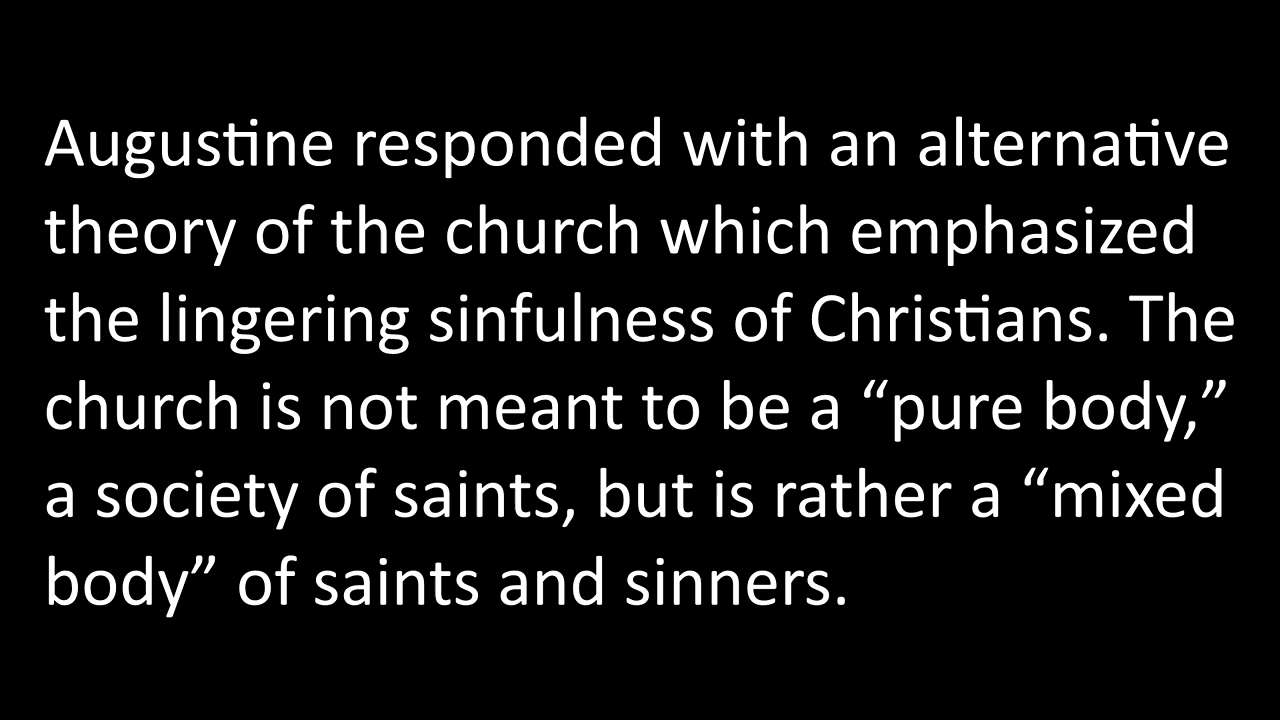 Augustine responded with an alternative
theory of the church which emphasized
the lingering sinfulness of Christians. The
church is not meant to be a “pure body,”
a society of saints, but is rather a “mixed
body” of saints and sinners.